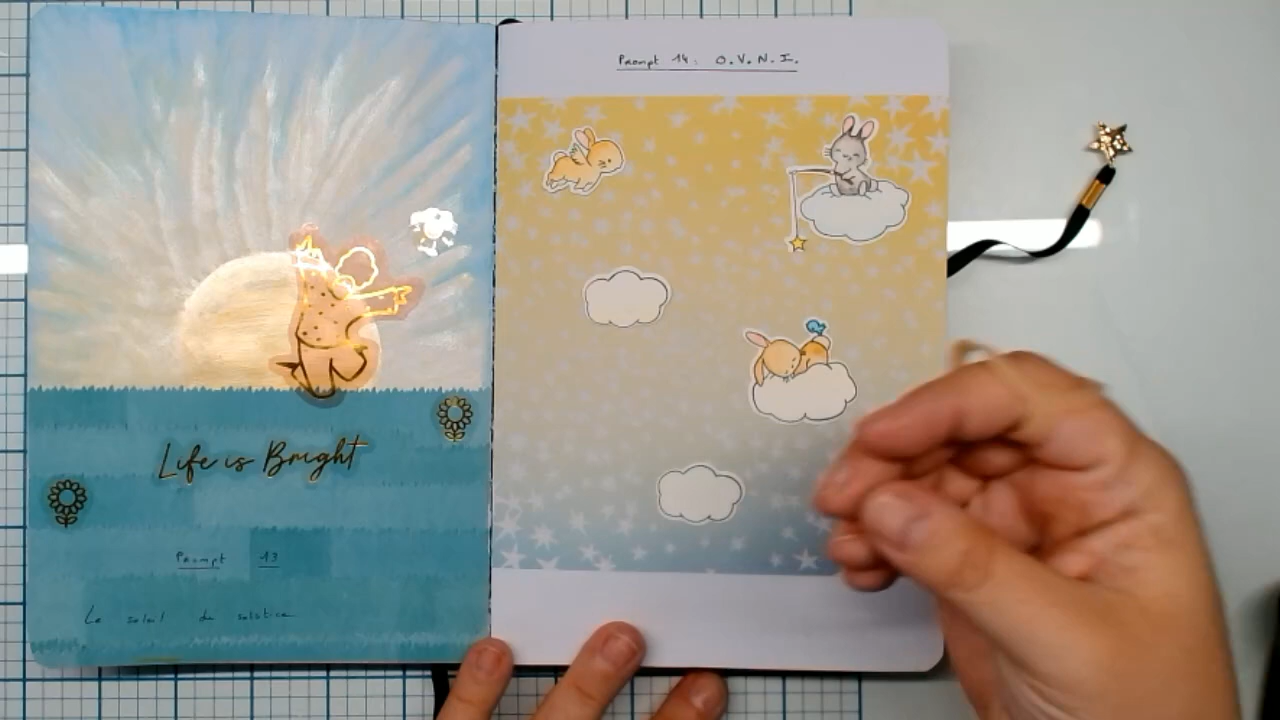 Life is Bright
Prompt 13
Le soleil du solstice
Prompt 14: O.V.N.I.